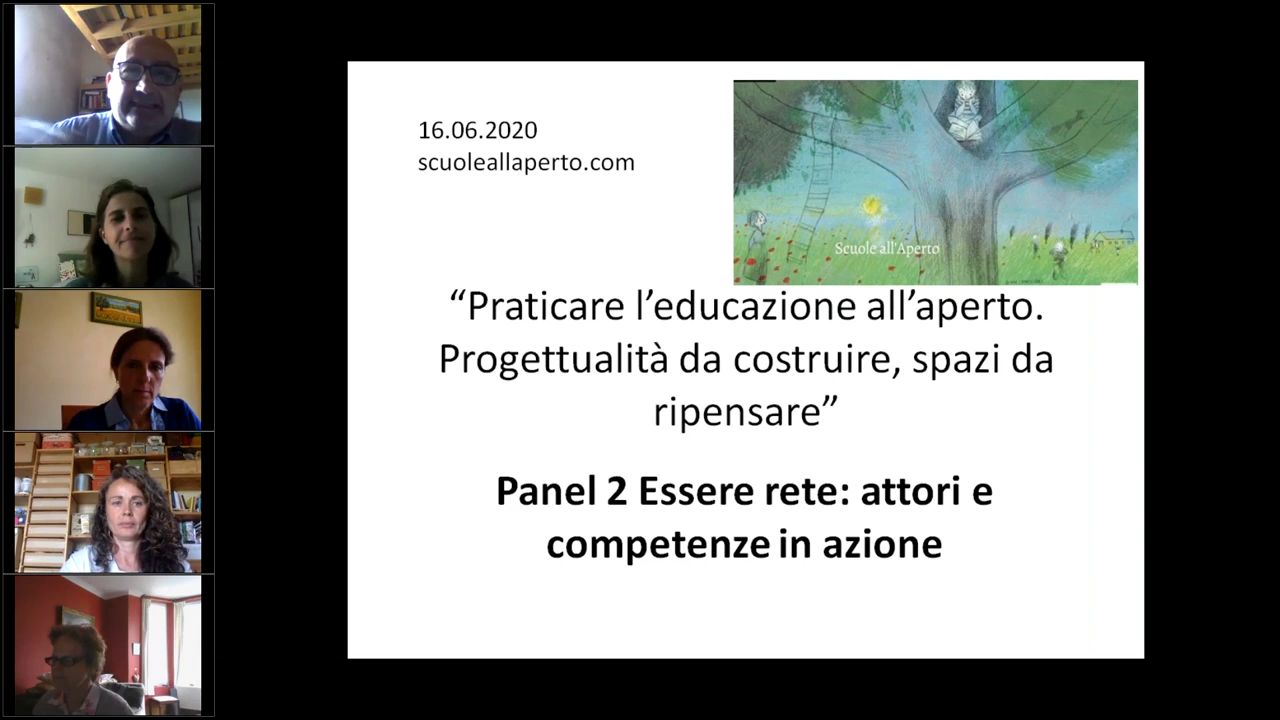 16.06.2020
scuoleallaperto.com
Scuole all'Aperto
“Praticare l’educazione all’aperto.
Progettualità da costruire, spazi da
ripensare”
Panel 2 Essere rete: attori e
competenze in azione